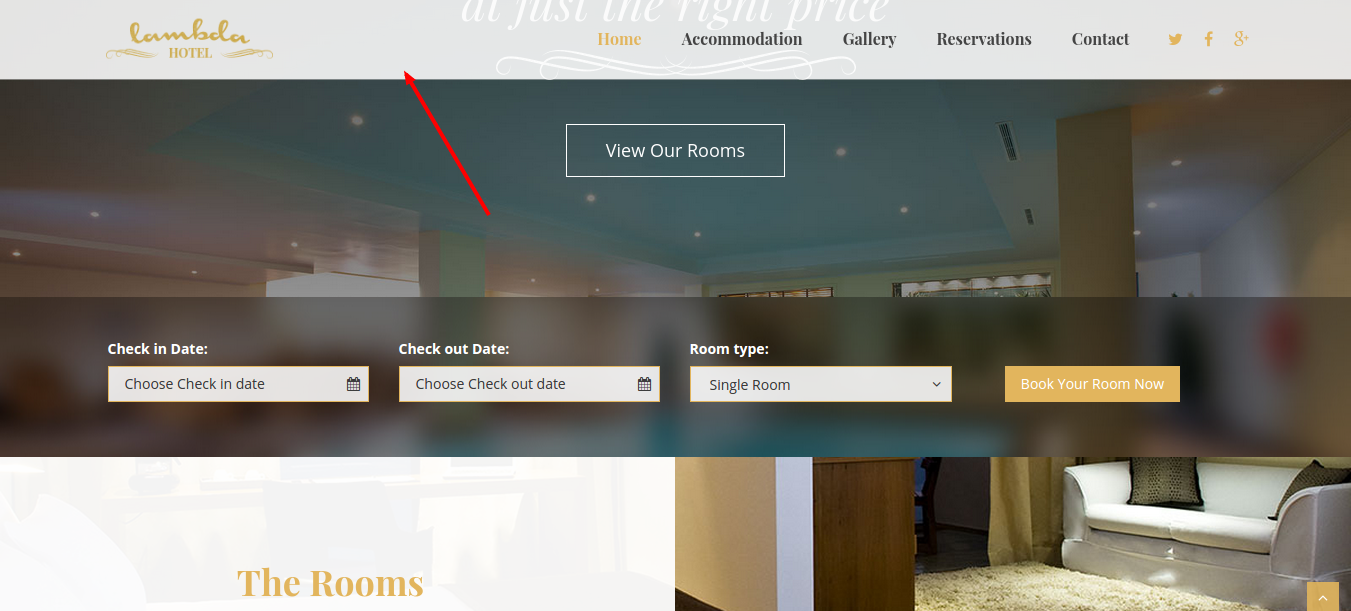 at just the right price
lambda
HOTEL
Home Accommodation Gallery Reservations Contact
View Our Rooms
Check in Date: Check out Date: Room type:
Choose Check in date Choose Check out date Single Room Book Your Room Now
The Rooms